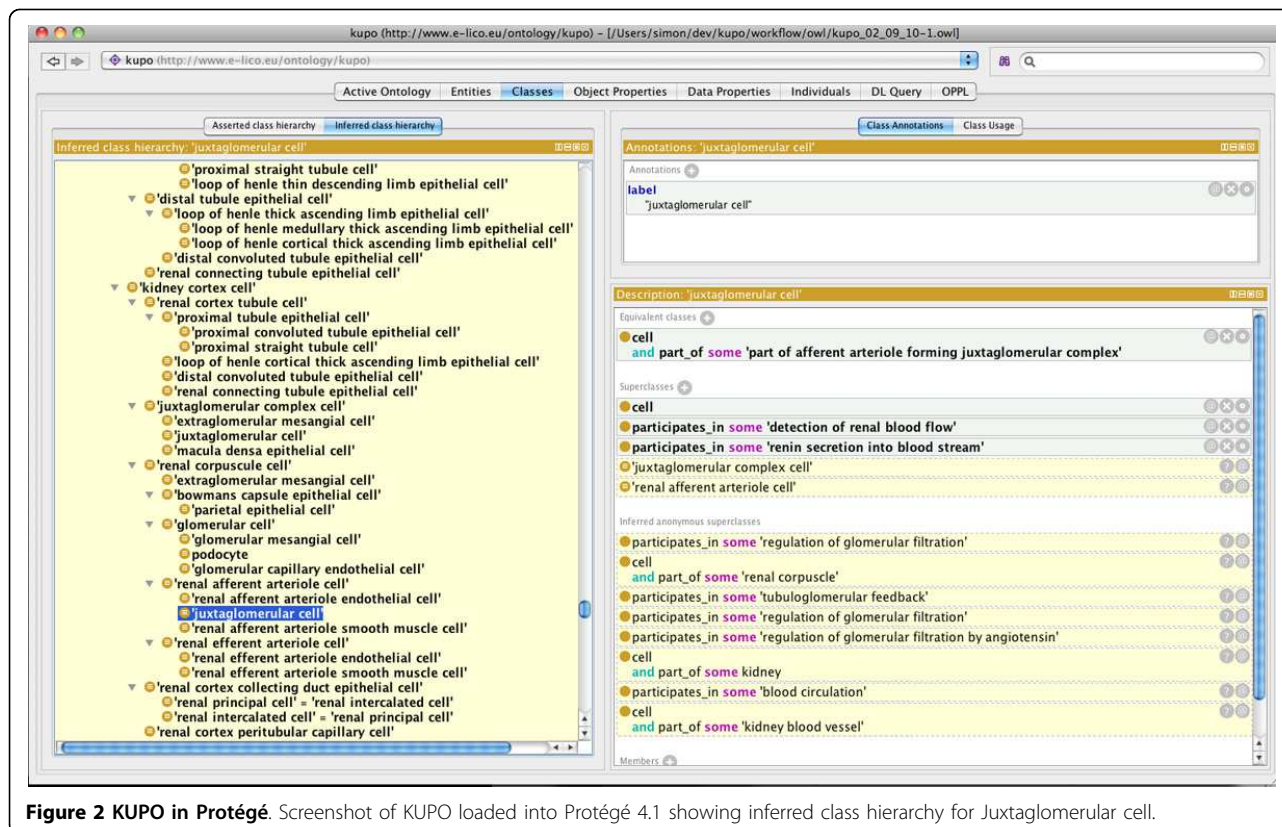 kupo (http://www.e-lico.eu/ontology/kupo) – [/Users/simon/dev/kupo/workflow/owl/kupo_02_09_10-1.owl]
kupo (http://www.e-lico.eu/ontology/kupo)
Active Ontology Entities Classes Object Properties Data Properties Individuals DL Query OPPL
Asserted class hierarchy Inferred class hierarchy
Inferred class hierarchy: 'juxtaglomerular cell'
'proximal straight tubule cell'
'loop of henle thin descending limb epithelial cell'
'distal tubule epithelial cell'
'loop of henle thick ascending limb epithelial cell'
'loop of henle medullary thick ascending limb epithelial cell'
'loop of henle cortical thick ascending limb epithelial cell'
'distal convoluted tubule epithelial cell'
'renal connecting tubule epithelial cell'
'kidney cortex cell'
'renal cortex tubule cell'
'proximal tubule epithelial cell'
'proximal convoluted tubule epithelial cell'
'proximal straight tubule cell'
'loop of henle cortical thick ascending limb epithelial cell'
'distal convoluted tubule epithelial cell'
'renal connecting tubule epithelial cell'
'juxtaglomerular complex cell'
'extraglomerular mesangial cell'
'juxtaglomerular cell'
'macula densa epithelial cell'
'renal corpuscule cell'
'extraglomerular mesangial cell'
'bowmans capsule epithelial cell'
'parietal epithelial cell'
'glomerular cell'
'glomerular mesangial cell'
podocyte
'glomerular capillary endothelial cell'
'renal afferent arteriole cell'
'renal afferent arteriole endothelial cell'
'juxtaglomerular cell'
'renal afferent arteriole smooth muscle cell'
'renal efferent arteriole cell'
'renal efferent arteriole endothelial cell'
'renal efferent arteriole smooth muscle cell'
'renal cortex collecting duct epithelial cell'
'renal principal cell' = 'renal intercalated cell'
'renal intercalated cell' = 'renal principal cell'
'renal cortex peritubular capillary cell'
Class Annotations Class Usage
Annotations: 'juxtaglomerular cell'
Annotations
label
"juxtaglomerular cell"
Description: 'juxtaglomerular cell'
Equivalent classes
cell
and part_of some 'part of afferent arteriole forming juxtaglomerular complex'
Superclasses
cell
participates_in some 'detection of renal blood flow'
participates_in some 'renin secretion into blood stream'
'juxtaglomerular complex cell'
'renal afferent arteriole cell'
Inferred anonymous superclasses
participates_in some 'regulation of glomerular filtration'
cell
and part_of some 'renal corpuscle'
participates_in some 'tubuloglomerular feedback'
participates_in some 'regulation of glomerular filtration'
participates_in some 'regulation of glomerular filtration by angiotensin'
cell
and part_of some kidney
participates_in some 'blood circulation'
cell
and part_of some 'kidney blood vessel'
Members
Figure 2 KUPO in Protégé. Screenshot of KUPO loaded into Protégé 4.1 showing inferred class hierarchy for Juxtaglomerular cell.